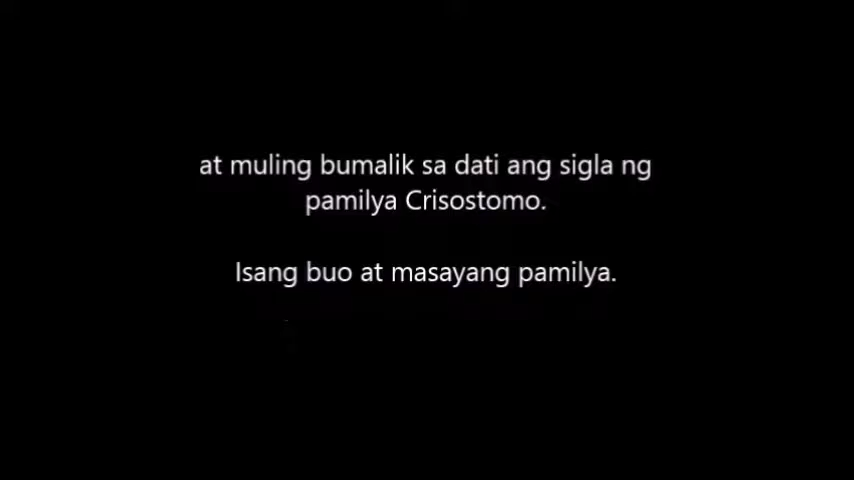 at muling bumalik sa dati ang sigla ng
pamilya Crisostomo.
Isang buo at masayang pamilya.